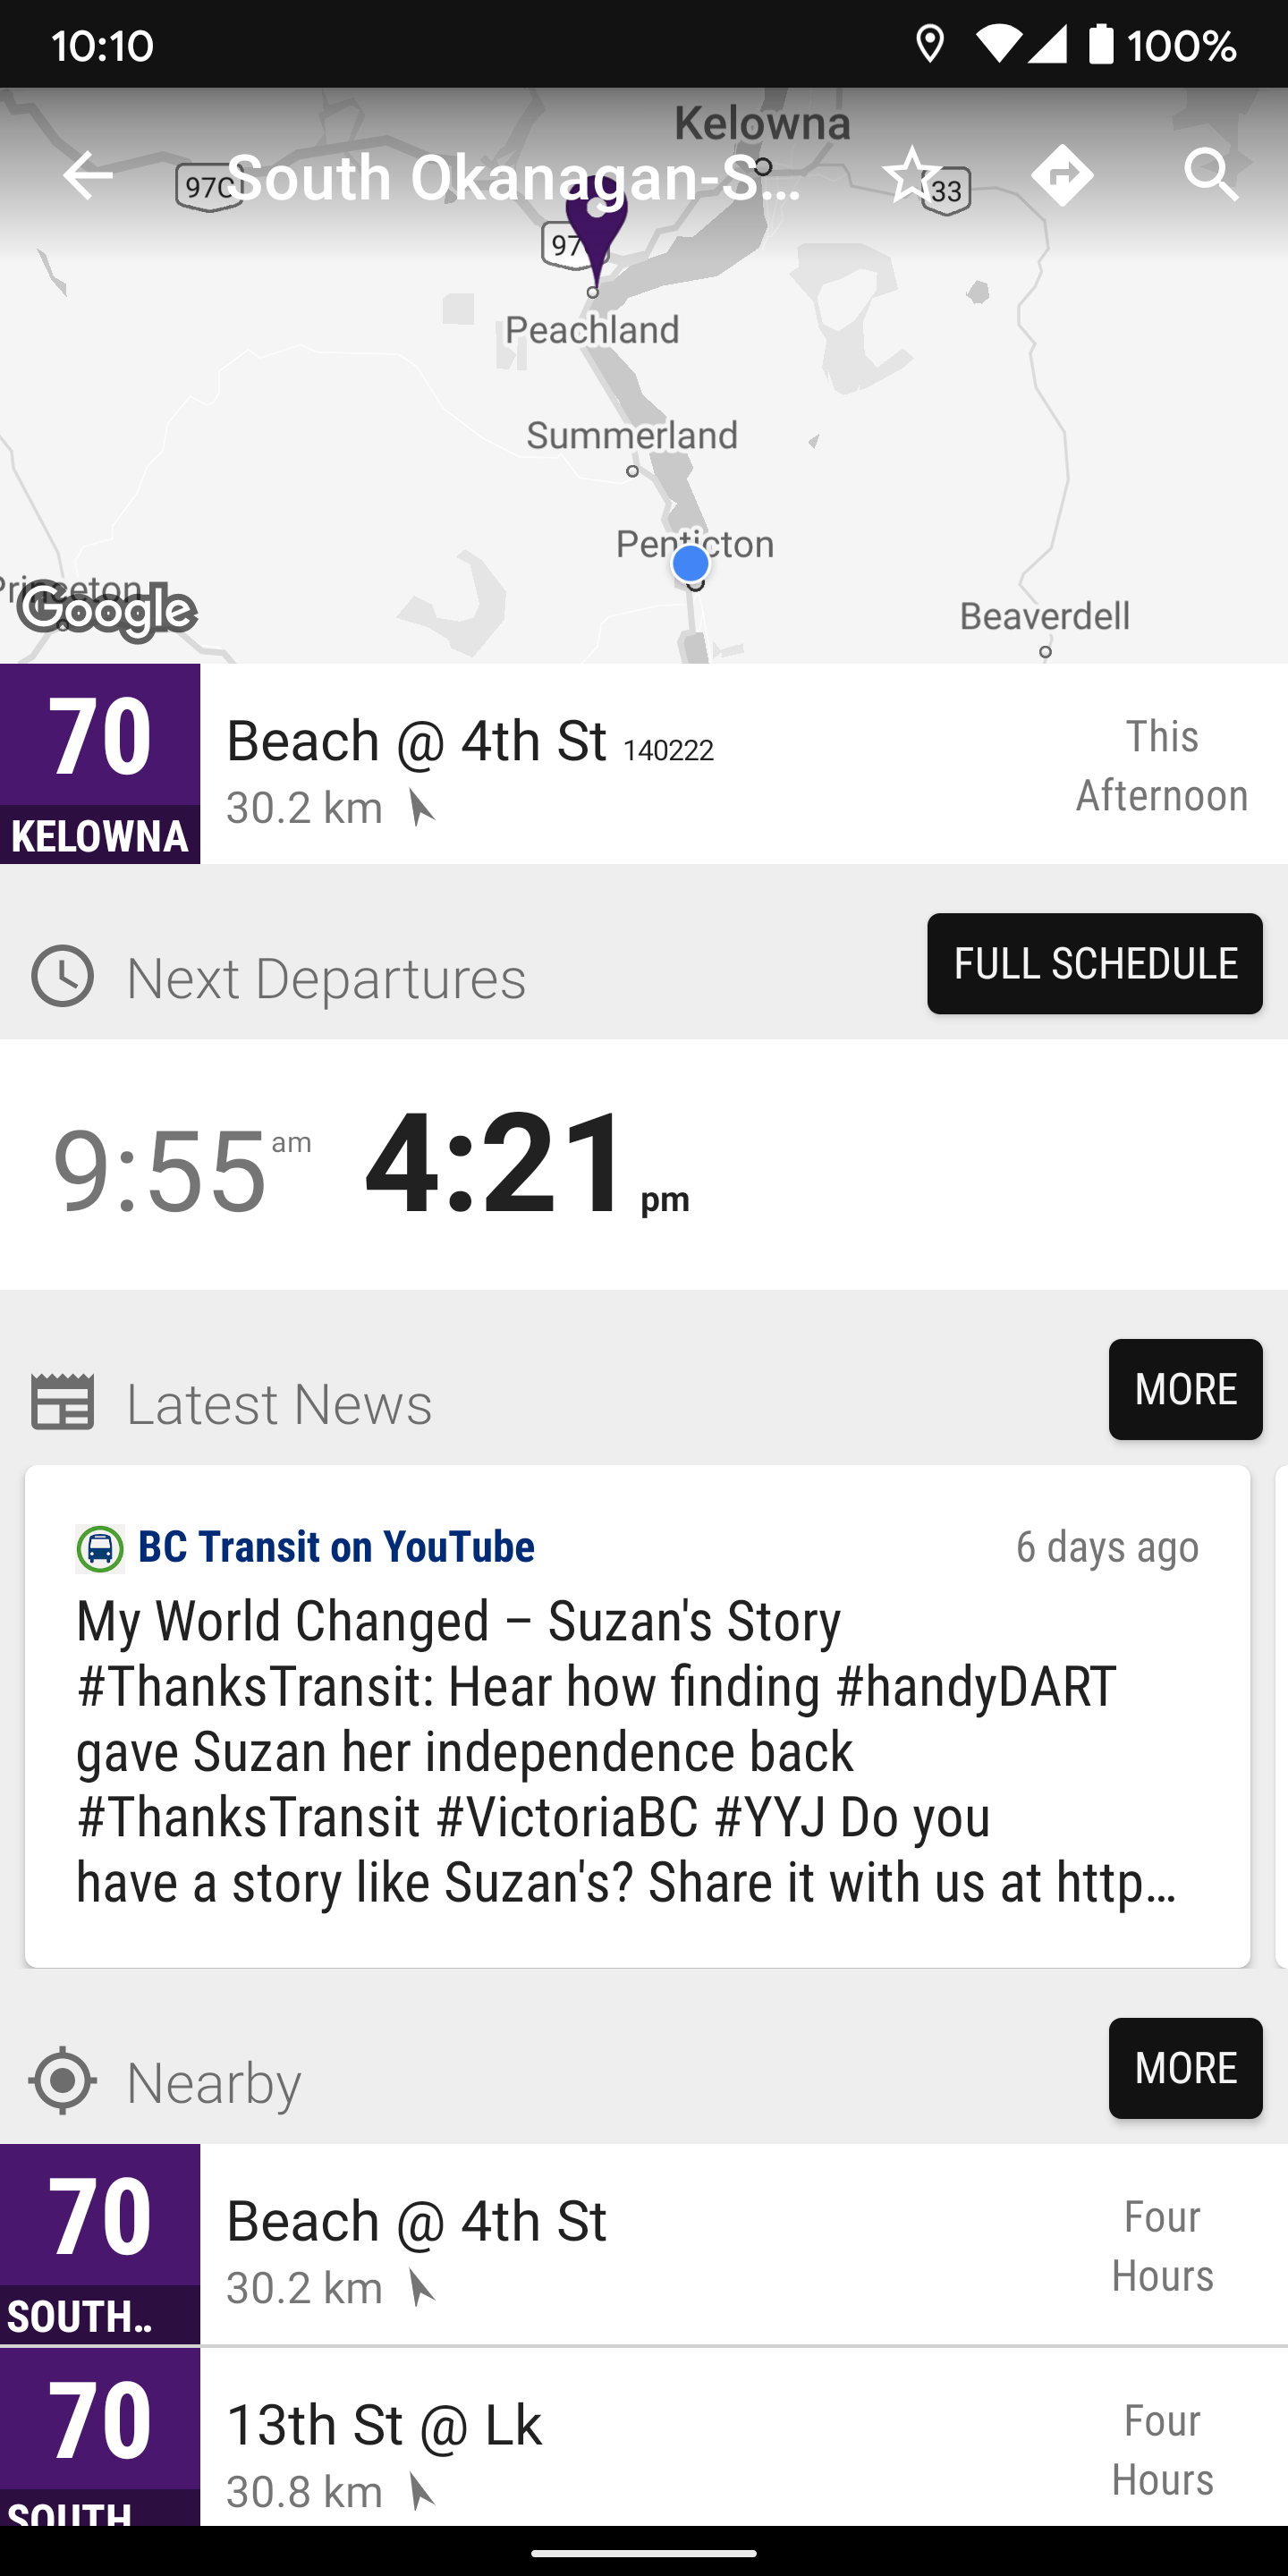 10:10
100%
Kelowna
97C
South Okanagan-S...
33
97
Peachland
Summerland
Penticton
Princeton
Google
Beaverdell
70
KELOWNA
Beach @ 4th St 140222
30.2 km
This
Afternoon
Next Departures
FULL SCHEDULE
9:55 am
4:21 pm
Latest News
MORE
BC Transit on YouTube
6 days ago
My World Changed – Suzan's Story
#ThanksTransit: Hear how finding #handyDART
gave Suzan her independence back
#ThanksTransit #VictoriaBC #YYJ Do you
have a story like Suzan's? Share it with us at http...
Nearby
MORE
70
SOUTH..
Beach @ 4th St
30.2 km
Four
Hours
70
SOUTH
13th St @ Lk
30.8 km
Four
Hours